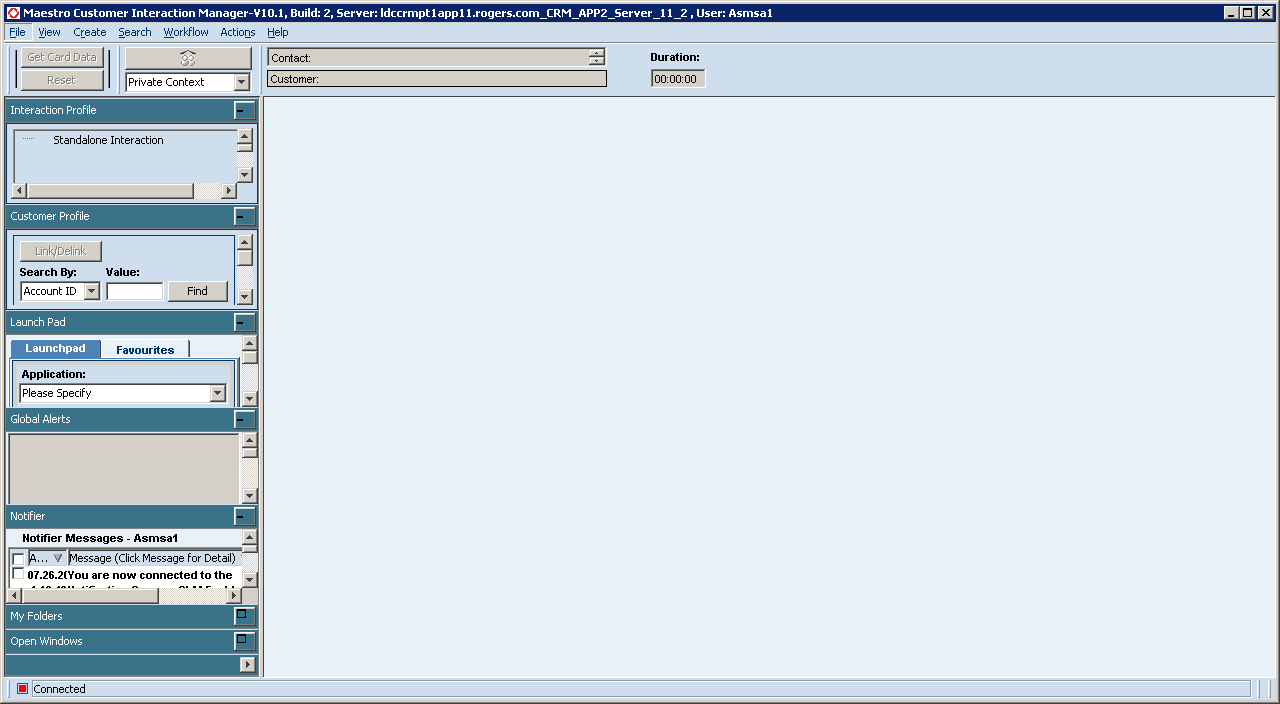 Maestro Customer Interaction Manager-V10.1, Build: 2, Server: ldccrmpt1app11.rogers.com_CRM_APP2_Server_11_2 , User: Asmsa1
File View Create Search Workflow Actions Help
Get Card Data
Reset
Private Context
Contact:
Customer:
Duration:
00:00:00
Interaction Profile
Standalone Interaction
Customer Profile
Link/Delink
Search By: Value:
Account ID Find
Launch Pad
Launchpad Favourites
Application:
Please Specify
Global Alerts
Notifier
Notifier Messages - Asmsa1
A... Message (Click Message for Detail)
07.26.2( You are now connected to the
My Folders
Open Windows
Connected